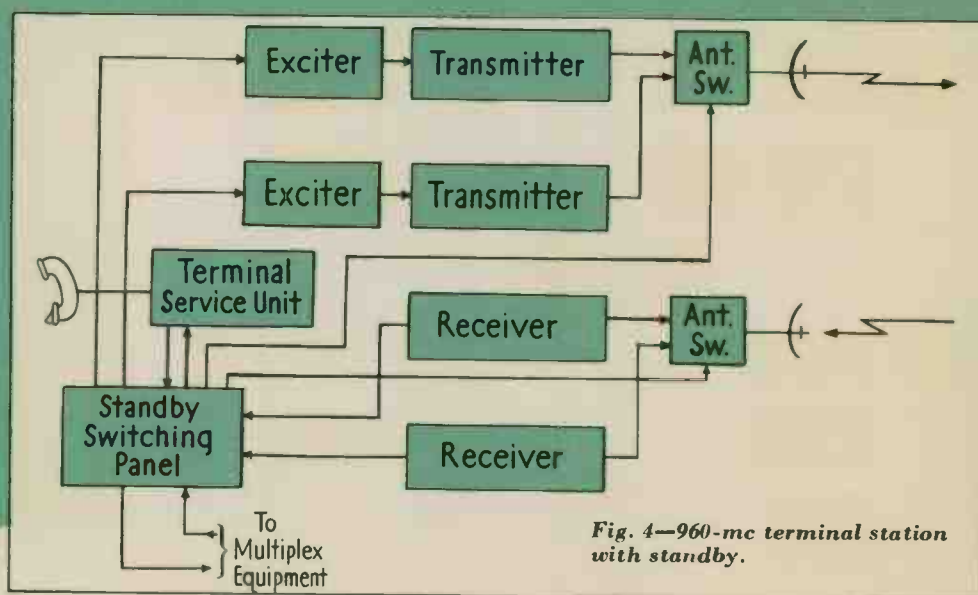 Exciter
Transmitter
Ant.
Sw.
Exciter
Transmitter
Terminal
Service Unit
Receiver
Ant.
Sw.
Standby
Switching
Panel
Receiver
To
Multiplex
Equipment
Fig. 4—960-mc terminal station
with standby.